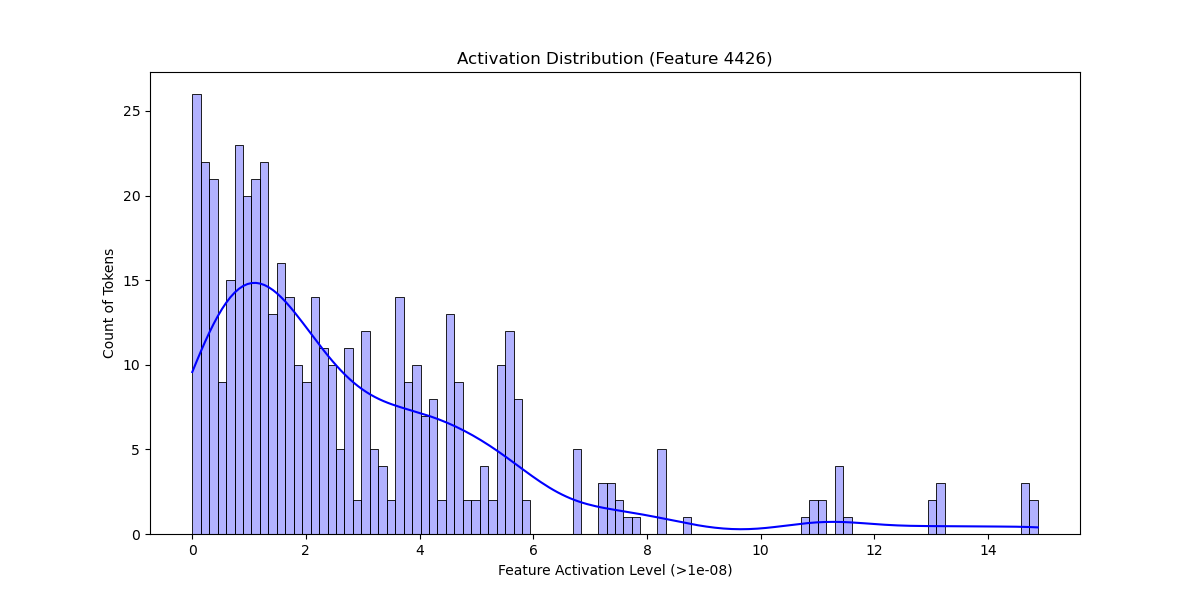 Activation Distribution (Feature 4426)
25
20
15
10
5
0
Count of Tokens
0 2 4 6 8 10 12 14
Feature Activation Level (>1e-08)